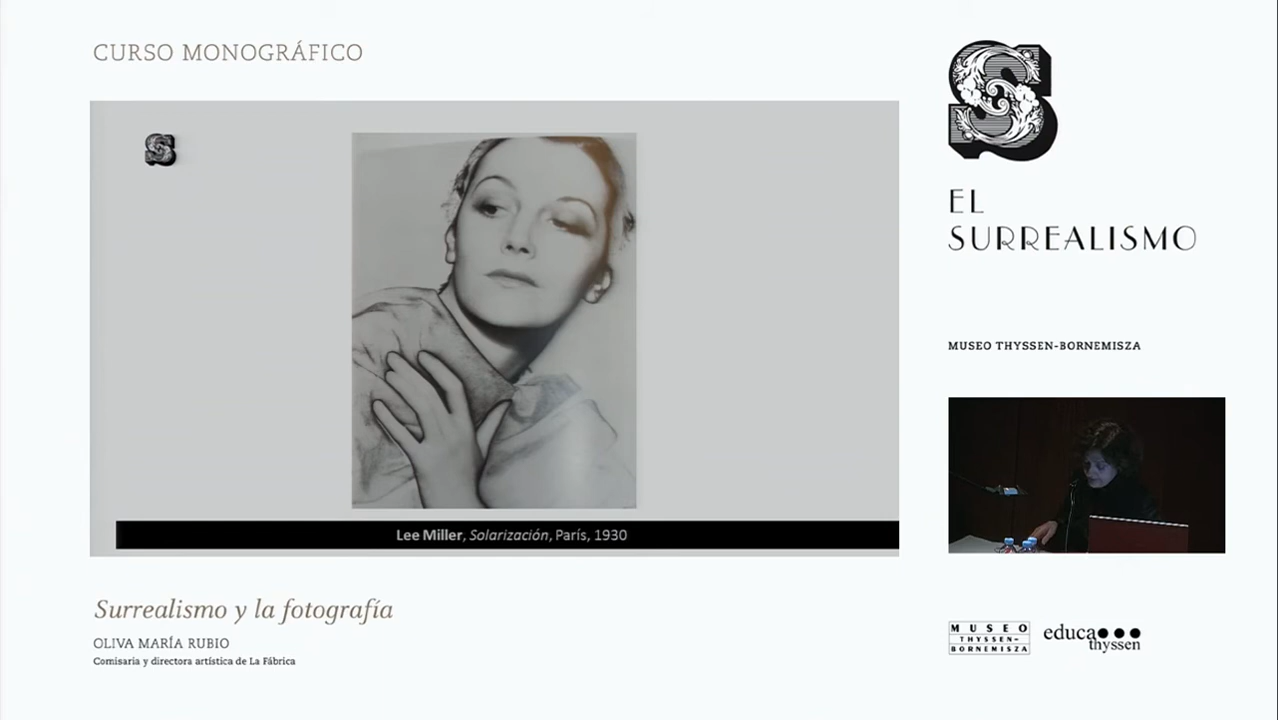 CURSO MONOGRÁFICO
S
S
EL
SURREALISMO
MUSEO THYSSEN-BORNEMISZA
Lee Miller, Solarización, París, 1930
Surrealismo y la fotografía
OLIVA MARÍA RUBIO
Comisaria y directora artística de La Fábrica
MUSEO
THYSSEN-
BORNEMISZA
educa
thyssen